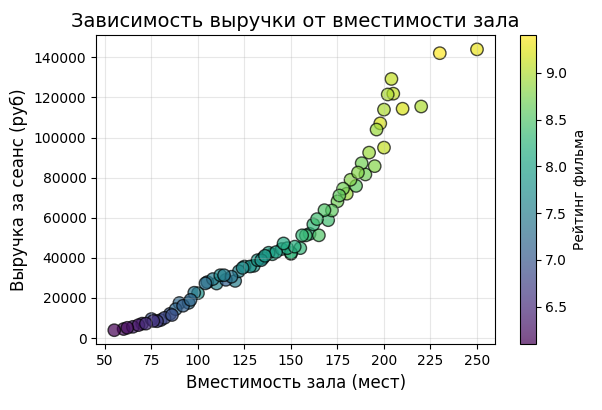 Зависимость выручки от вместимости зала
Выручка за сеанс (руб)
140000
120000
100000
80000
60000
40000
20000
0
50 75 100 125 150 175 200 225 250
Вместимость зала (мест)
9.0
8.5
8.0
7.5
7.0
6.5
Рейтинг фильма